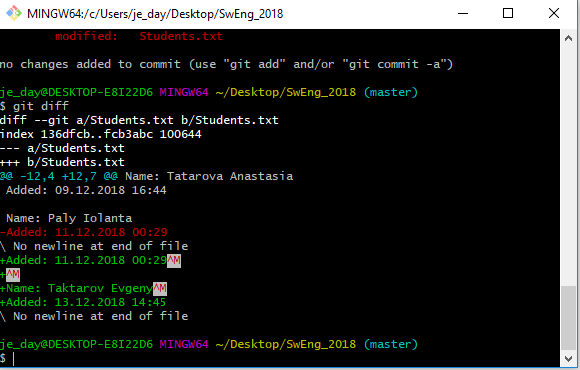 MINGW64:/c/Users/je_day/Desktop/SwEng_2018
modified: Students.txt
no changes added to commit (use "git add" and/or "git commit -a")
je_day@DESKTOP-E8I22D6 MINGW64 ~/Desktop/SwEng_2018 (master)
$ git diff
diff --git a/Students.txt b/Students.txt
index 136dfcb..fcb3abc 100644
--- a/Students.txt
+++ b/Students.txt
@@ -12,4 +12,7 @@ Name: Tatarova Anastasia
Added: 09.12.2018 16:44
Name: Paly Iolanta
-Added: 11.12.2018 00:29
\ No newline at end of file
+Added: 11.12.2018 00:29^M
+^M
+Name: Taktarov Evgeny^M
+Added: 13.12.2018 14:45
\ No newline at end of file
je_day@DESKTOP-E8I22D6 MINGW64 ~/Desktop/SwEng_2018 (master)
$